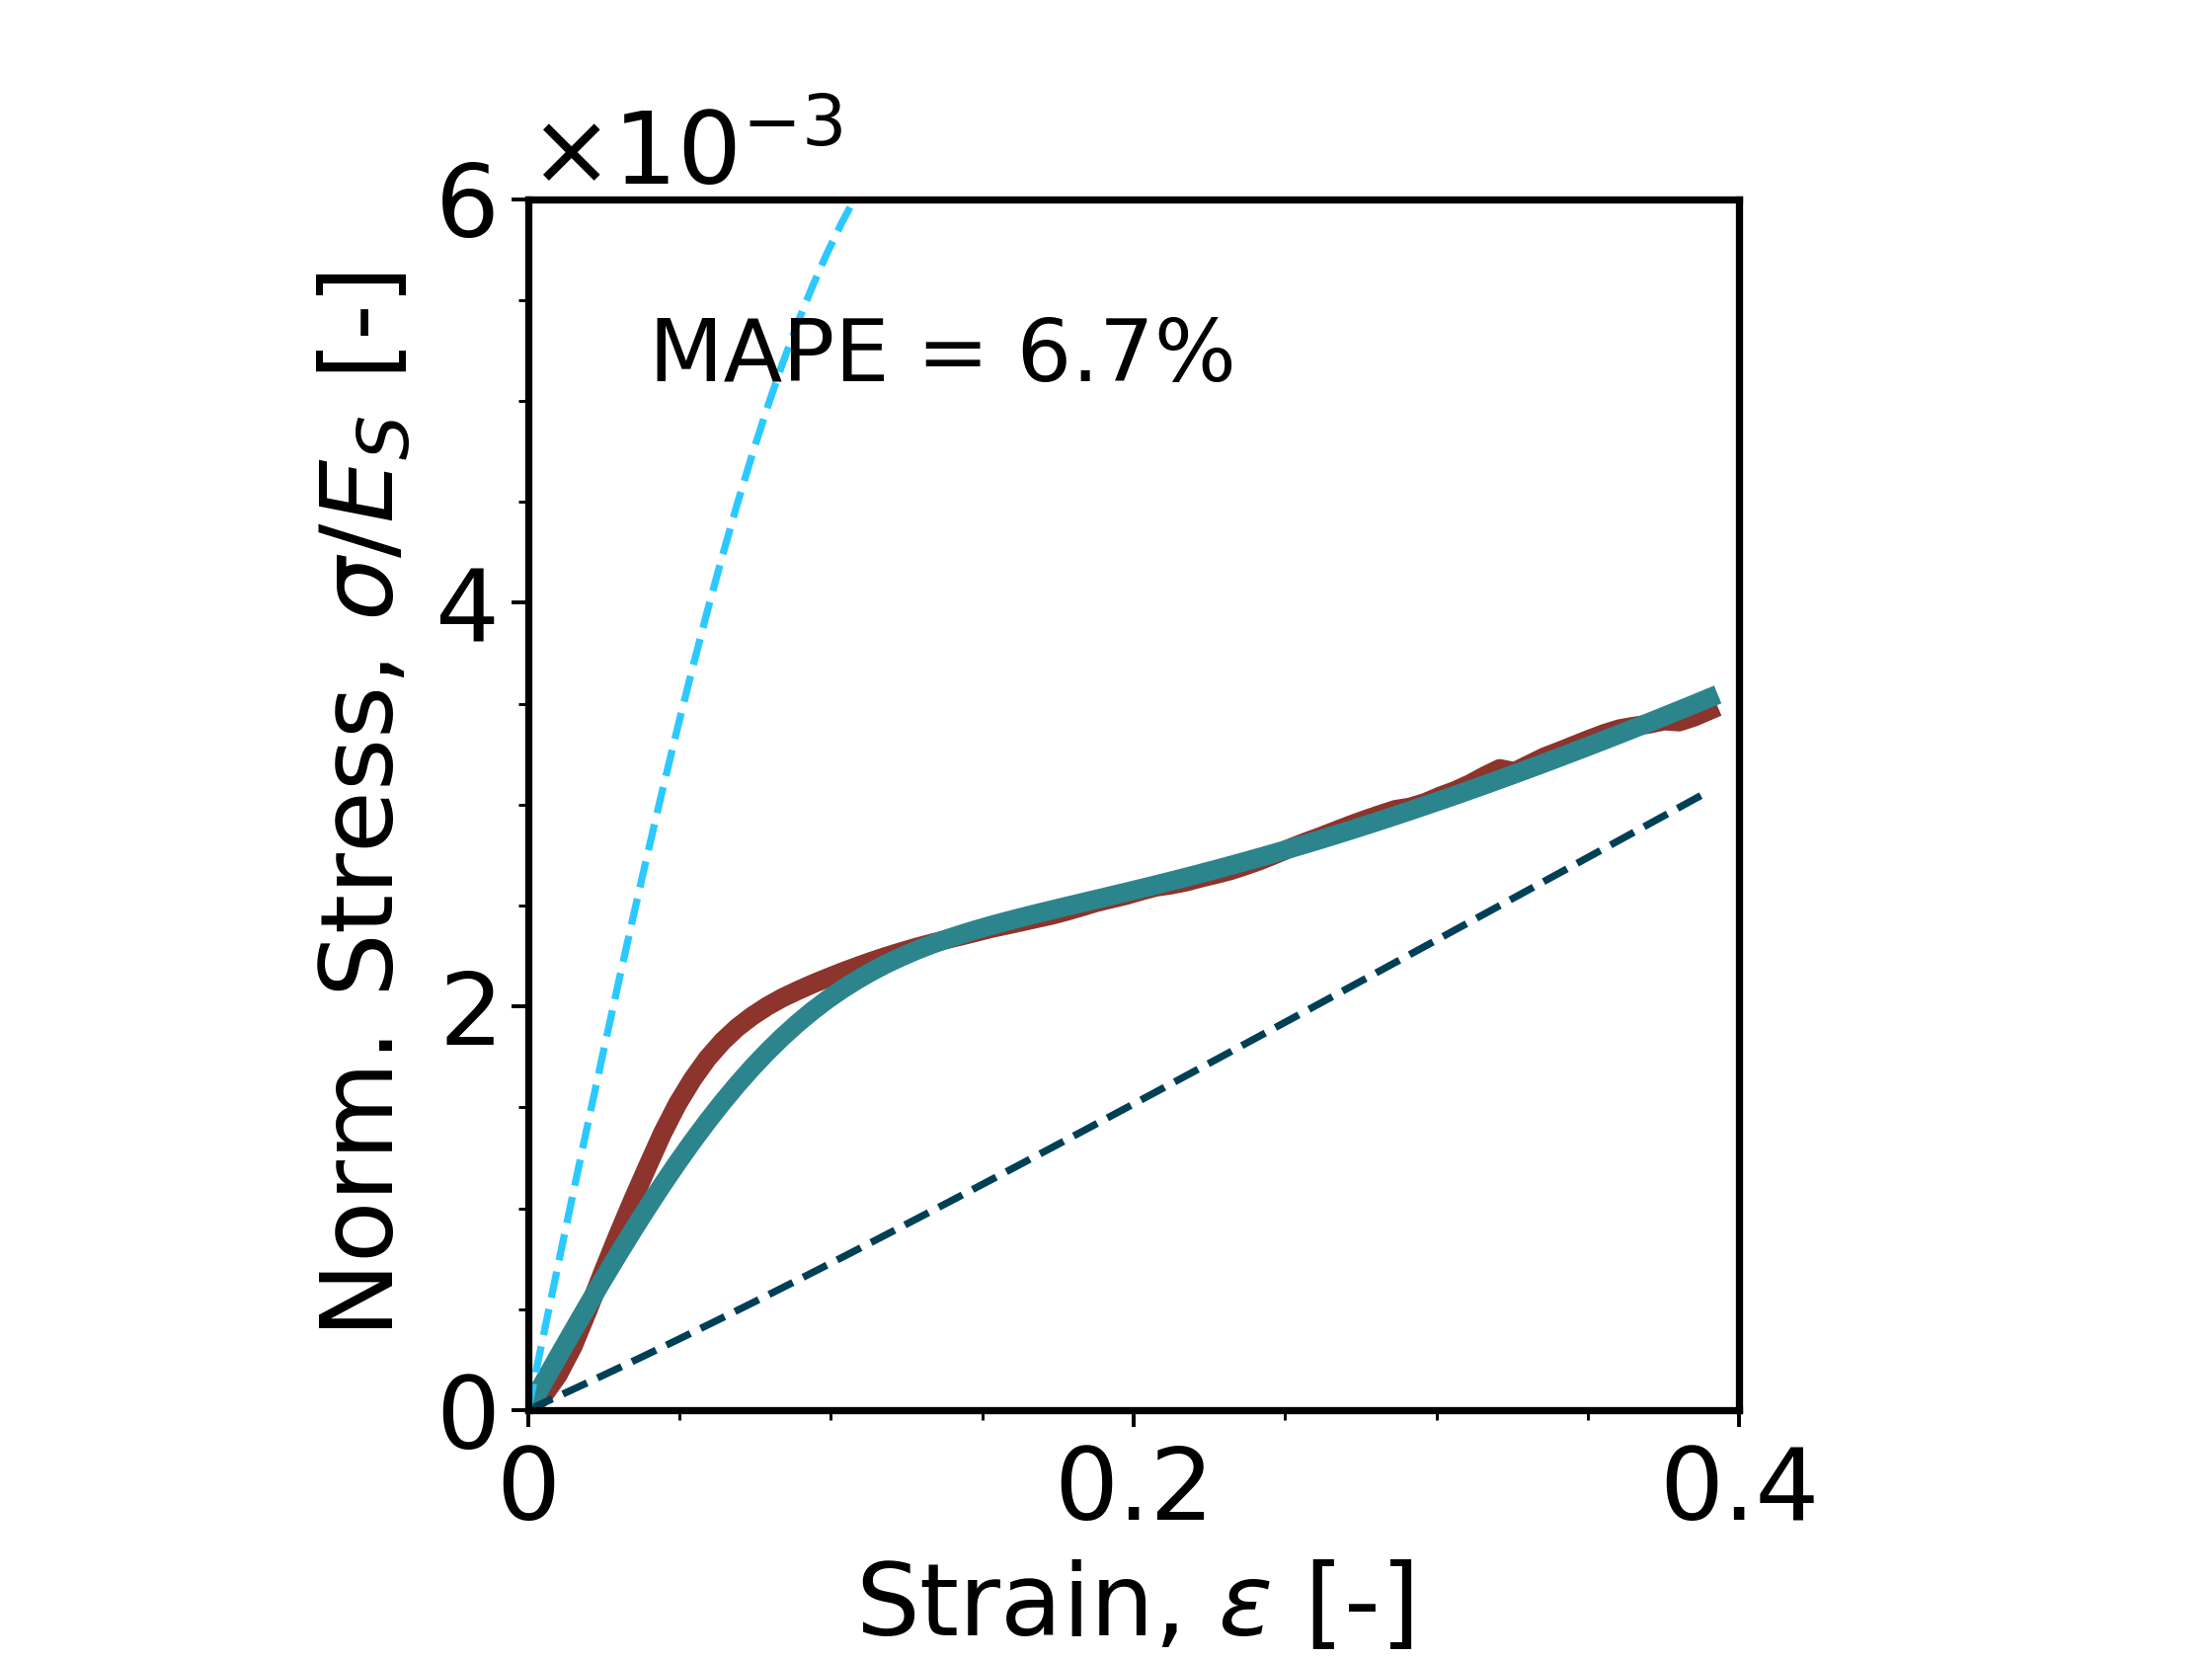 ×10⁻³
6
4
2
0
Norm. Stress, σ/E_S [-]
MAPE = 6.7%
0 0.2 0.4
Strain, ε [-]